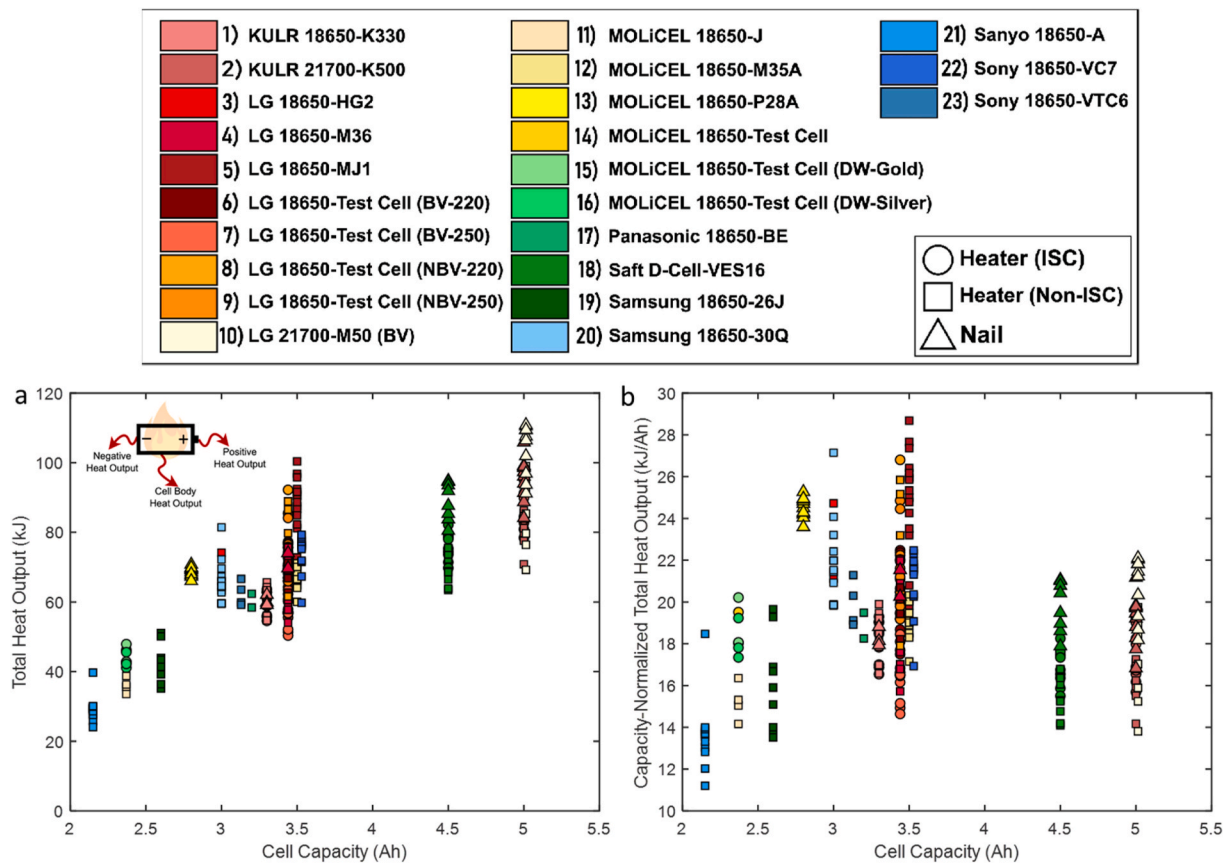 1) KULR 18650-K330
2) KULR 21700-K500
3) LG 18650-HG2
4) LG 18650-M36
5) LG 18650-MJ1
6) LG 18650-Test Cell (BV-220)
7) LG 18650-Test Cell (BV-250)
8) LG 18650-Test Cell (NBV-220)
9) LG 18650-Test Cell (NBV-250)
10) LG 21700-M50 (BV)
11) MOLiCEL 18650-J
12) MOLiCEL 18650-M35A
13) MOLiCEL 18650-P28A
14) MOLiCEL 18650-Test Cell
15) MOLiCEL 18650-Test Cell (DW-Gold)
16) MOLiCEL 18650-Test Cell (DW-Silver)
17) Panasonic 18650-BE
18) Saft D-Cell-VES16
19) Samsung 18650-26J
20) Samsung 18650-30Q
21) Sanyo 18650-A
22) Sony 18650-VC7
23) Sony 18650-VTC6
Heater (ISC)
Heater (Non-ISC)
Nail
a
Total Heat Output (kJ)
120
100
80
60
40
20
0
− +
Negative
Heat Output
Positive
Heat Output
Cell Body
Heat Output
2 2.5 3 3.5 4 4.5 5 5.5
Cell Capacity (Ah)
b
Capacity-Normalized Total Heat Output (kJ/Ah)
30
28
26
24
22
20
18
16
14
12
10
2 2.5 3 3.5 4 4.5 5 5.5
Cell Capacity (Ah)